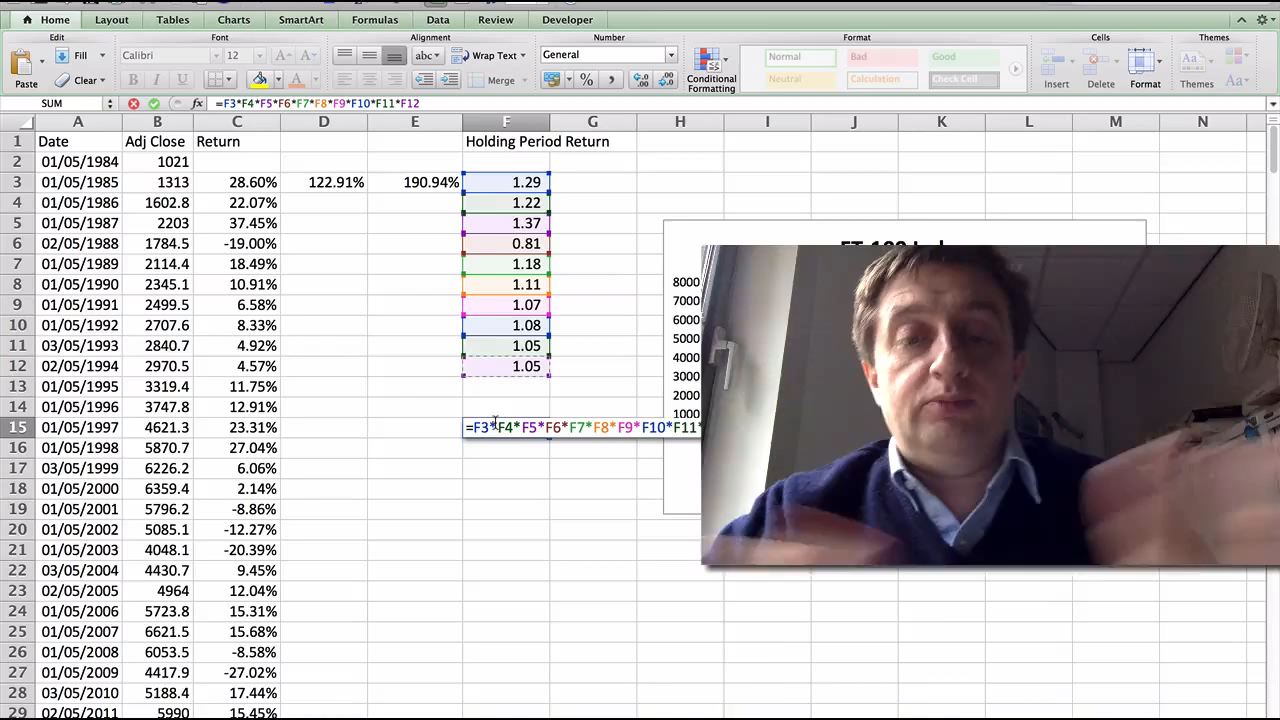 Home Layout Tables Charts SmartArt Formulas Data Review Developer
Edit Font Alignment Number Format Cells Themes
Fill Calibri 12 A A abc Wrap Text General Normal Bad Good
Paste Clear B I U A Merge % Conditional Formatting Neutral Calculation Check Cell Insert Delete Format Themes Aa
SUM fx =F3*F4*F5*F6*F7*F8*F9*F10*F11*F12
A B C D E F G H I J K L M N
1 Date Adj Close Return Holding Period Return
2 01/05/1984 1021
3 01/05/1985 1313 28.60% 122.91% 190.94% 1.29
4 01/05/1986 1602.8 22.07% 1.22
5 01/05/1987 2203 37.45% 1.37
6 02/05/1988 1784.5 -19.00% 0.81
7 01/05/1989 2114.4 18.49% 1.18
8 01/05/1990 2345.1 10.91% 1.11 8000
9 01/05/1991 2499.5 6.58% 1.07 7000
10 01/05/1992 2707.6 8.33% 1.08 6000
11 03/05/1993 2840.7 4.92% 1.05 5000
12 02/05/1994 2970.5 4.57% 1.05 4000
13 01/05/1995 3319.4 11.75% 3000
14 01/05/1996 3747.8 12.91% 2000
1000
15 01/05/1997 4621.3 23.31% =F3*F4*F5*F6*F7*F8*F9*F10*F11*
16 01/05/1998 5870.7 27.04%
17 03/05/1999 6226.2 6.06%
18 01/05/2000 6359.4 2.14%
19 01/05/2001 5796.2 -8.86%
20 01/05/2002 5085.1 -12.27%
21 01/05/2003 4048.1 -20.39%
22 03/05/2004 4430.7 9.45%
23 02/05/2005 4964 12.04%
24 01/05/2006 5723.8 15.31%
25 01/05/2007 6621.5 15.68%
26 01/05/2008 6053.5 -8.58%
27 01/05/2009 4417.9 -27.02%
28 03/05/2010 5188.4 17.44%
29 02/05/2011 5990 15.45%